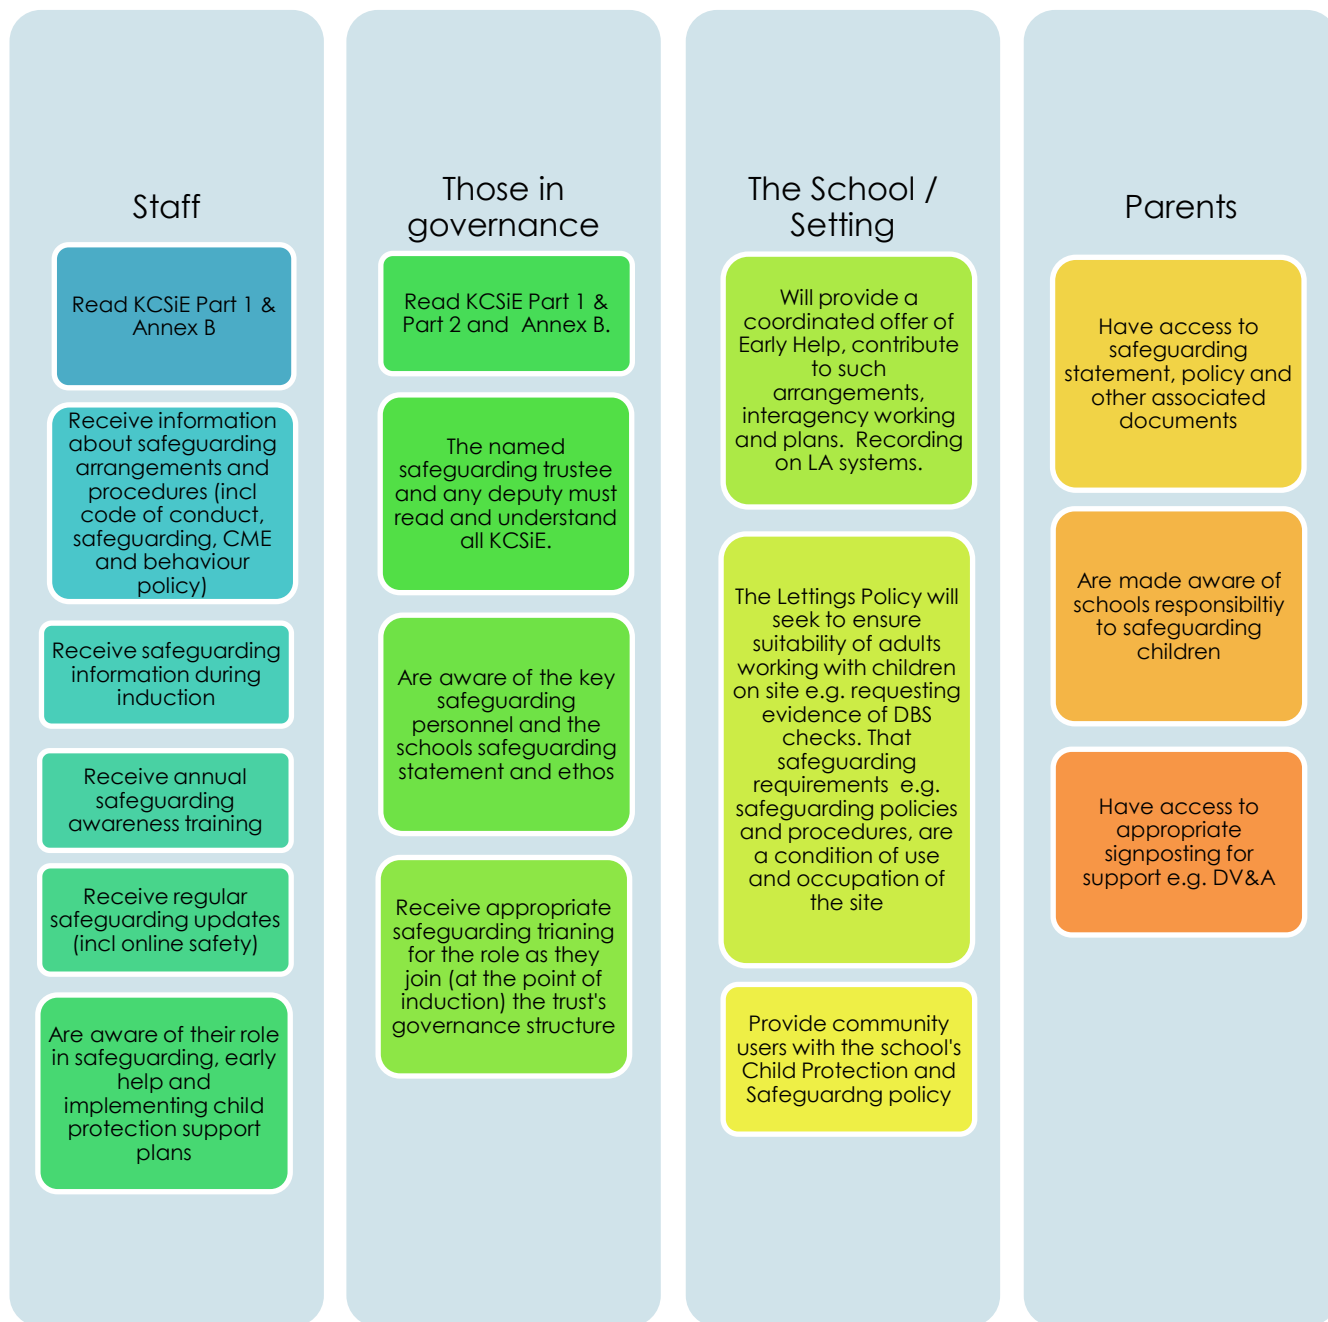 Staff
Read KCSiE Part 1 &
Annex B
Receive information
about safeguarding
arrangements and
procedures (incl
code of conduct,
safeguarding, CME
and behaviour
policy)
Receive safeguarding
information during
induction
Receive annual
safeguarding
awareness training
Receive regular
safeguarding updates
(incl online safety)
Are aware of their role
in safeguarding, early
help and
implementing child
protection support
plans
Those in
governance
Read KCSiE Part 1 &
Part 2 and  Annex B.
The named
safeguarding trustee
and any deputy must
read and understand
all KCSiE.
Are aware of the key
safeguarding
personnel and the
schools safeguarding
statement and ethos
Receive appropriate
safeguarding trianing
for the role as they
join (at the point of
induction) the trust's
governance structure
The School /
Setting
Will provide a
coordinated offer of
Early Help, contribute
to such
arrangements,
interagency working
and plans.  Recording
on LA systems.
The Lettings Policy will
seek to ensure
suitability of adults
working with children
on site e.g. requesting
evidence of DBS
checks. That
safeguarding
requirements  e.g.
safeguarding policies
and procedures, are
a condition of use
and occupation of
the site
Provide community
users with the school's
Child Protection and
Safeguardng policy
Parents
Have access to
safeguarding
statement, policy and
other associated
documents
Are made aware of
schools responsibiltiy
to safeguarding
children
Have access to
appropriate
signposting for
support e.g. DV&A